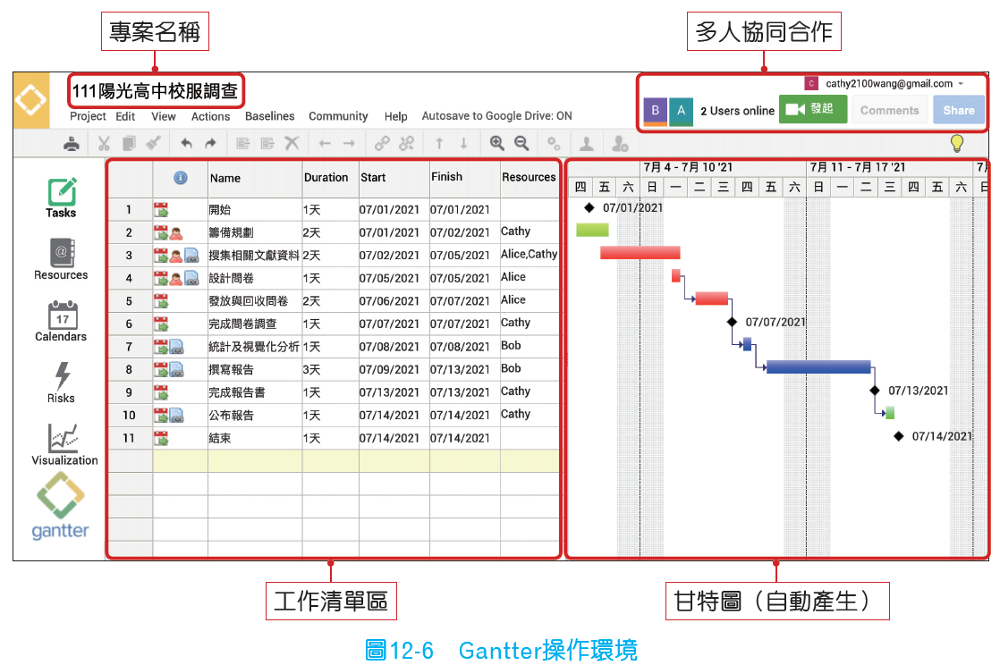 專案名稱
多人協同合作
111陽光高中校服調查
C cathy2100wang@gmail.com
Project Edit View Actions Baselines Community Help Autosave to Google Drive: ON
B A 2 Users online 發起 Comments Share
Tasks
Resources
17
Calendars
Risks
Visualization
gantter
Name Duration Start Finish Resources
1 開始 1天 07/01/2021 07/01/2021
2 籌備規劃 2天 07/01/2021 07/02/2021 Cathy
3 搜集相關文獻資料 2天 07/02/2021 07/05/2021 Alice,Cathy
4 設計問卷 1天 07/05/2021 07/05/2021 Alice
5 發放與回收問卷 2天 07/06/2021 07/07/2021 Alice
6 完成問卷調查 1天 07/07/2021 07/07/2021 Cathy
7 統計及視覺化分析 1天 07/08/2021 07/08/2021 Bob
8 撰寫報告 3天 07/09/2021 07/13/2021 Bob
9 完成報告書 1天 07/13/2021 07/13/2021 Cathy
10 公布報告 1天 07/14/2021 07/14/2021 Cathy
11 結束 1天 07/14/2021 07/14/2021
7月 4 - 7月 10 '21 7月 11 - 7月 17 '21 7月
四 五 六 日 一 二 三 四 五 六 日 一 二 三 四 五 六 日
07/01/2021
07/07/2021
07/13/2021
07/14/2021
工作清單區
甘特圖（自動產生）
圖12-6 Gantter操作環境